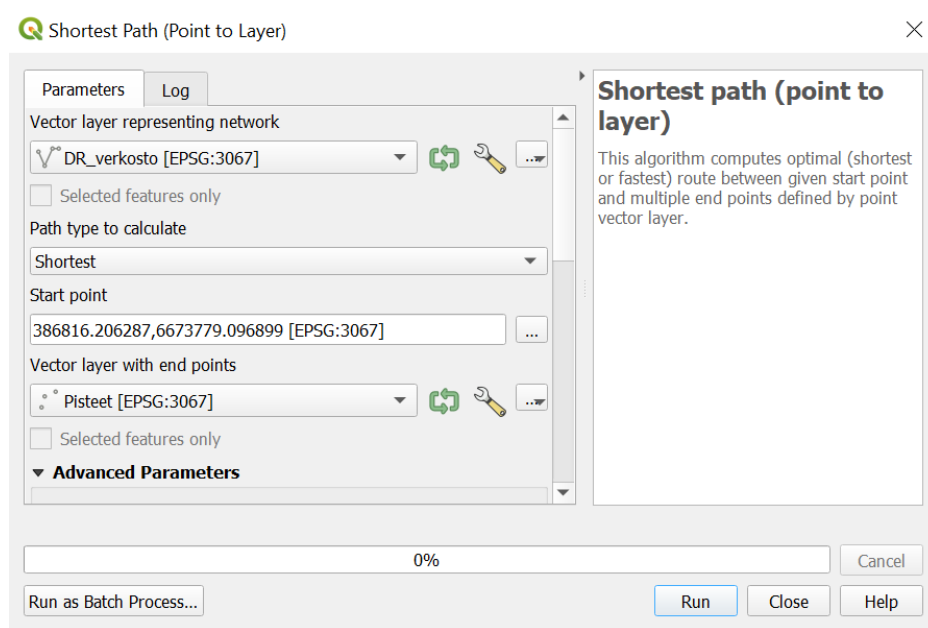 Shortest Path (Point to Layer)
Parameters
Log
Vector layer representing network
DR_verkosto [EPSG:3067]
...
Selected features only
Path type to calculate
Shortest
Start point
386816.206287,6673779.096899 [EPSG:3067]
...
Vector layer with end points
Pisteet [EPSG:3067]
...
Selected features only
Advanced Parameters
Shortest path (point to
layer)
This algorithm computes optimal (shortest
or fastest) route between given start point
and multiple end points defined by point
vector layer.
0%
Cancel
Run as Batch Process...
Run
Close
Help